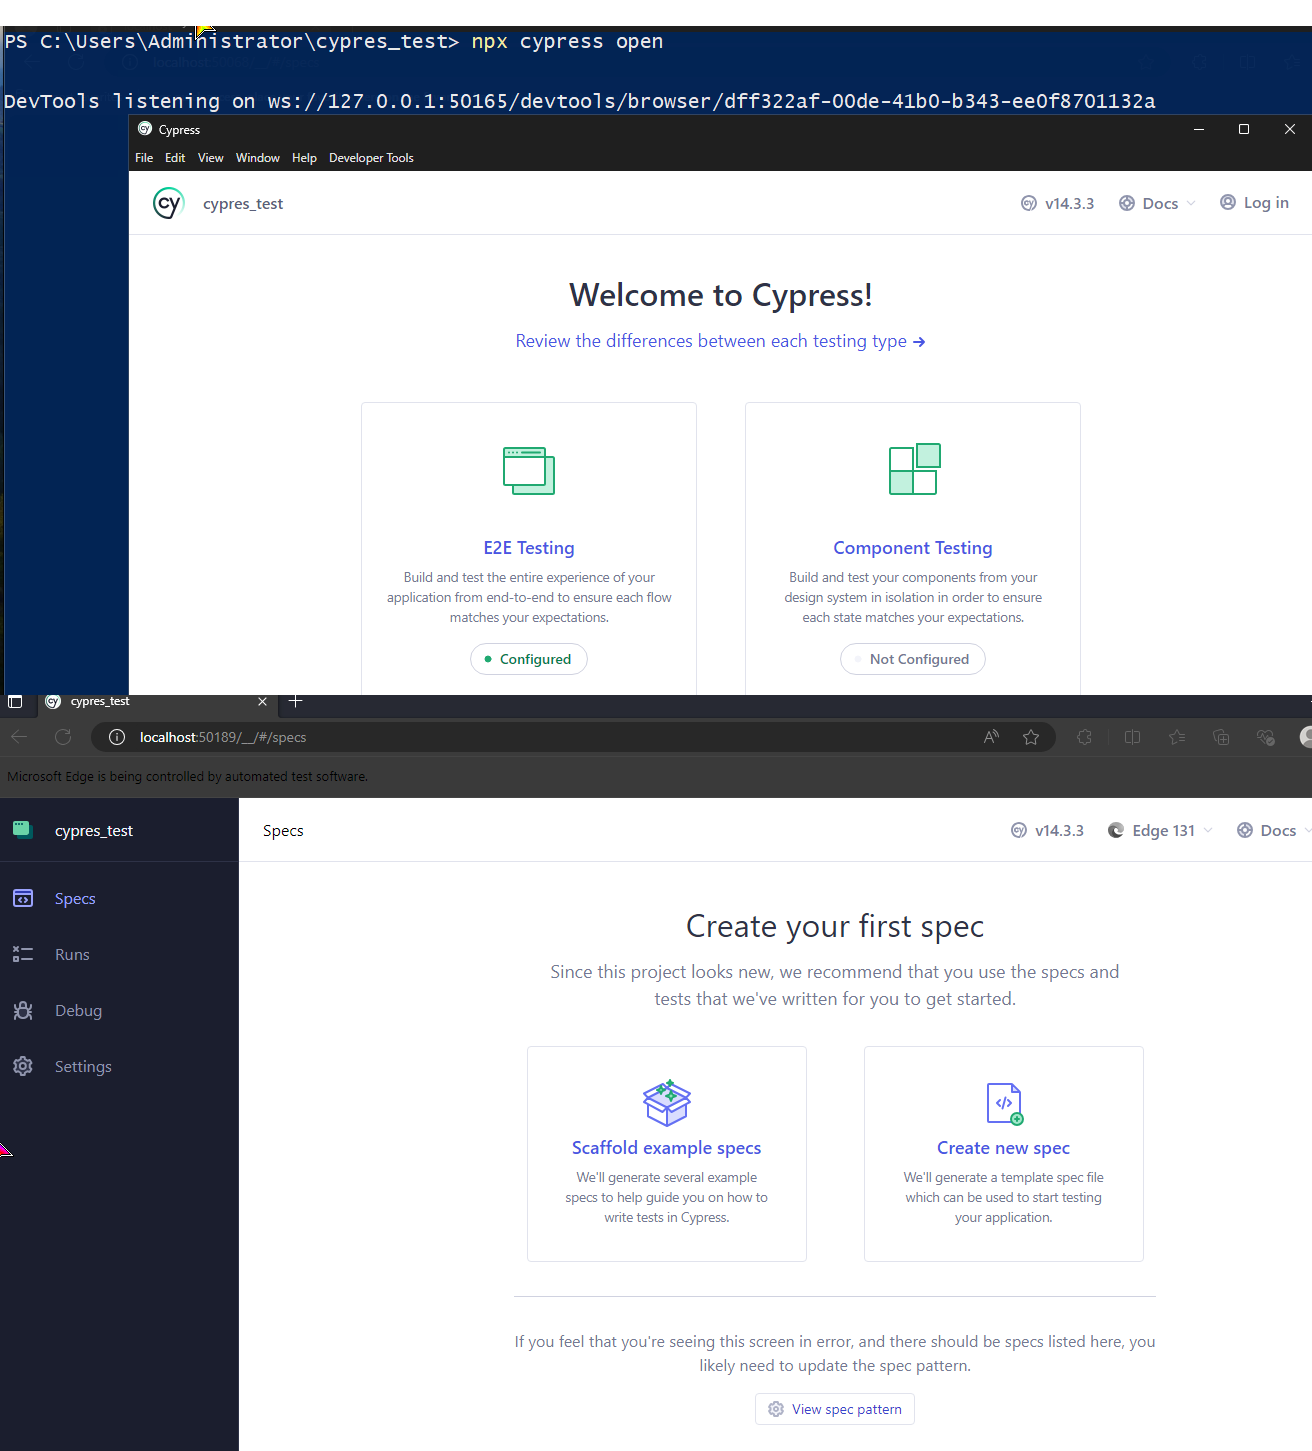 PS C:\Users\Administrator\cypres_test> npx cypress open
DevTools listening on ws://127.0.0.1:50165/devtools/browser/dff322af-00de-41b0-b343-ee0f8701132a
Cypress
File Edit View Window Help Developer Tools
cy cypres_test v14.3.3 Docs Log in
Welcome to Cypress!
Review the differences between each testing type →
E2E Testing
Build and test the entire experience of your
application from end-to-end to ensure each flow
matches your expectations.
Configured
Component Testing
Build and test your components from your
design system in isolation in order to ensure
each state matches your expectations.
Not Configured
cypres_test
localhost:50189/__/#/specs
Microsoft Edge is being controlled by automated test software.
cypres_test
Specs
Runs
Debug
Settings
Specs v14.3.3 Edge 131 Docs
Create your first spec
Since this project looks new, we recommend that you use the specs and
tests that we've written for you to get started.
Scaffold example specs
We'll generate several example
specs to help guide you on how to
write tests in Cypress.
Create new spec
We'll generate a template spec file
which can be used to start testing
your application.
If you feel that you're seeing this screen in error, and there should be specs listed here, you
likely need to update the spec pattern.
View spec pattern